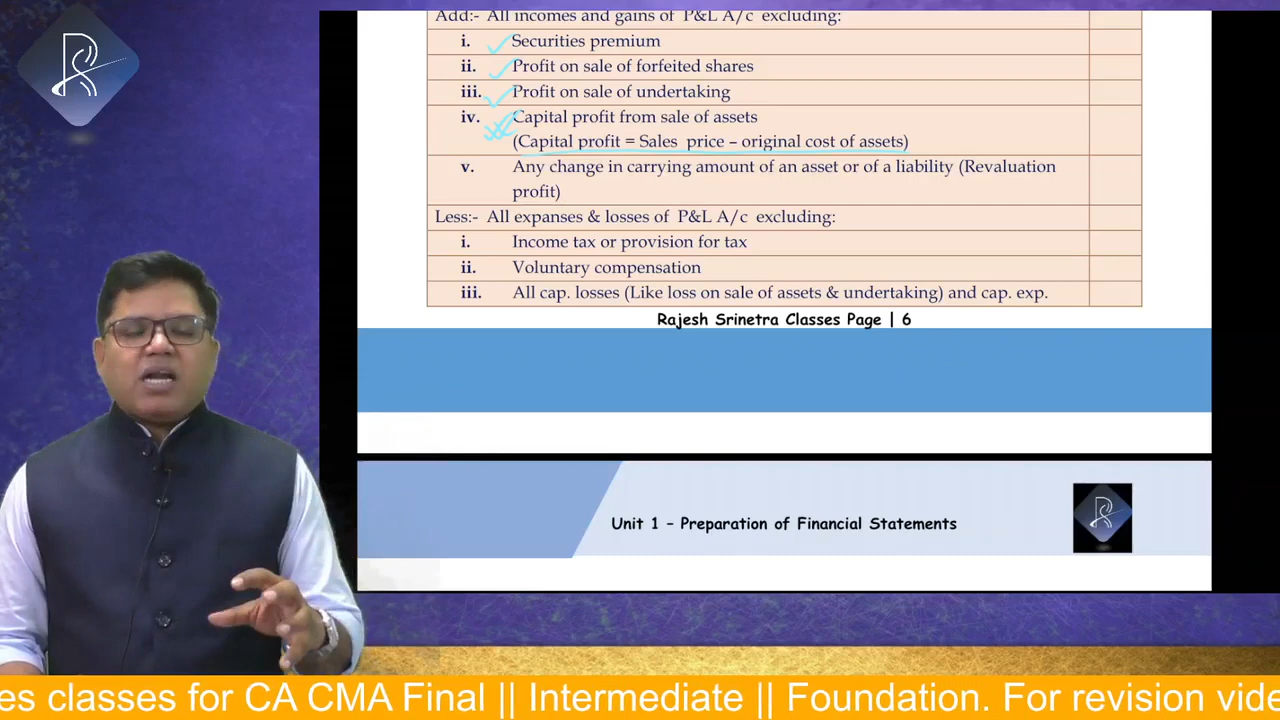 Add:- All incomes and gains of P&L A/c excluding:
i. Securities premium
ii. Profit on sale of forfeited shares
iii. Profit on sale of undertaking
iv. Capital profit from sale of assets
(Capital profit = Sales price – original cost of assets)
v. Any change in carrying amount of an asset or of a liability (Revaluation
profit)
Less:- All expanses & losses of P&L A/c excluding:
i. Income tax or provision for tax
ii. Voluntary compensation
iii. All cap. losses (Like loss on sale of assets & undertaking) and cap. exp.
Rajesh Srinetra Classes Page | 6
Unit 1 – Preparation of Financial Statements
es classes for CA CMA Final || Intermediate || Foundation. For revision vide